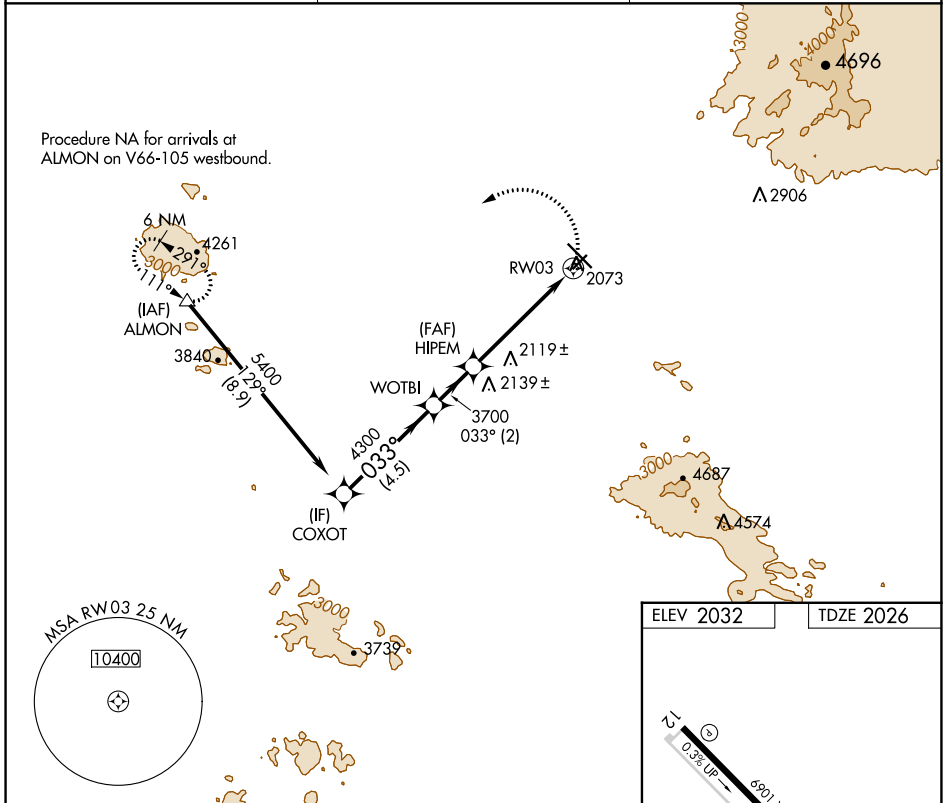 3000
4000
4696
Procedure NA for arrivals at
ALMON on V66-105 westbound.
2906
6 NM
4261
291°
3000
111°
RW03
2073
(IAF)
ALMON
(FAF)
HIPEM
2119 ±
3840
5400
129°
(8.9)
WOTBI
2139 ±
3700
033° (2)
4300
033°
(4.5)
3000
4687
(IF)
COXOT
4574
3000
MSA RW 03 25 NM
10400
3739
ELEV 2032
TDZE 2026
12
P
0.3% UP
6901